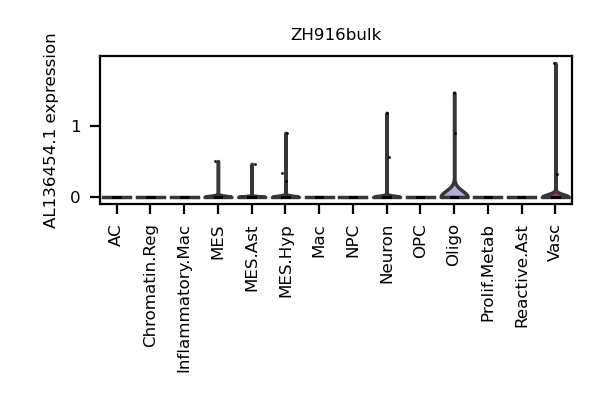 ZH916bulk
AL136454.1 expression
1
0
AC
Chromatin.Reg
Inflammatory.Mac
MES
MES.Ast
MES.Hyp
Mac
NPC
Neuron
OPC
Oligo
Prolif.Metab
Reactive.Ast
Vasc